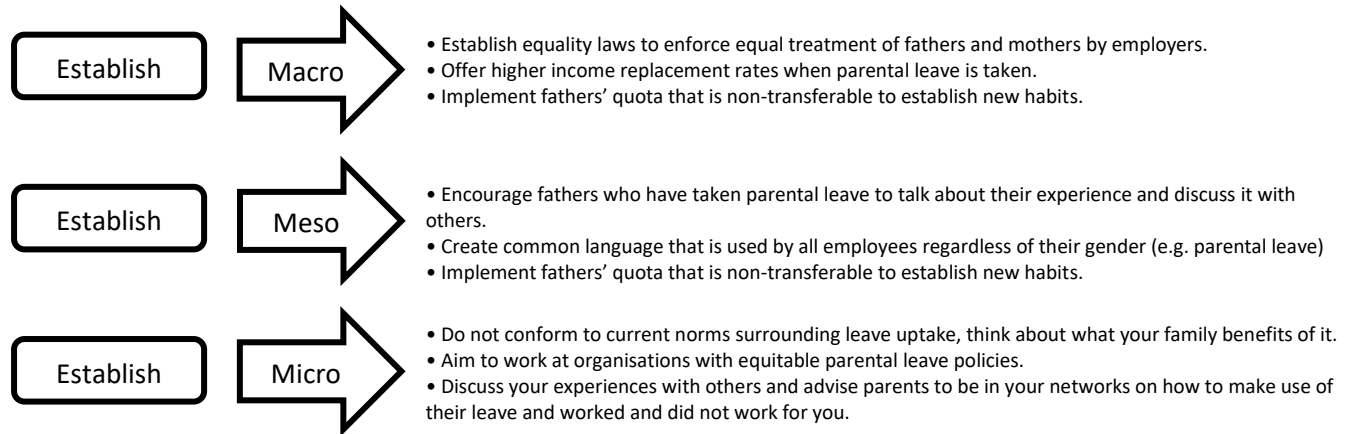 Establish
Macro
• Establish equality laws to enforce equal treatment of fathers and mothers by employers.
• Offer higher income replacement rates when parental leave is taken.
• Implement fathers’ quota that is non-transferable to establish new habits.
Establish
Meso
• Encourage fathers who have taken parental leave to talk about their experience and discuss it with
others.
• Create common language that is used by all employees regardless of their gender (e.g. parental leave)
• Implement fathers’ quota that is non-transferable to establish new habits.
Establish
Micro
• Do not conform to current norms surrounding leave uptake, think about what your family benefits of it.
• Aim to work at organisations with equitable parental leave policies.
• Discuss your experiences with others and advise parents to be in your networks on how to make use of
their leave and worked and did not work for you.